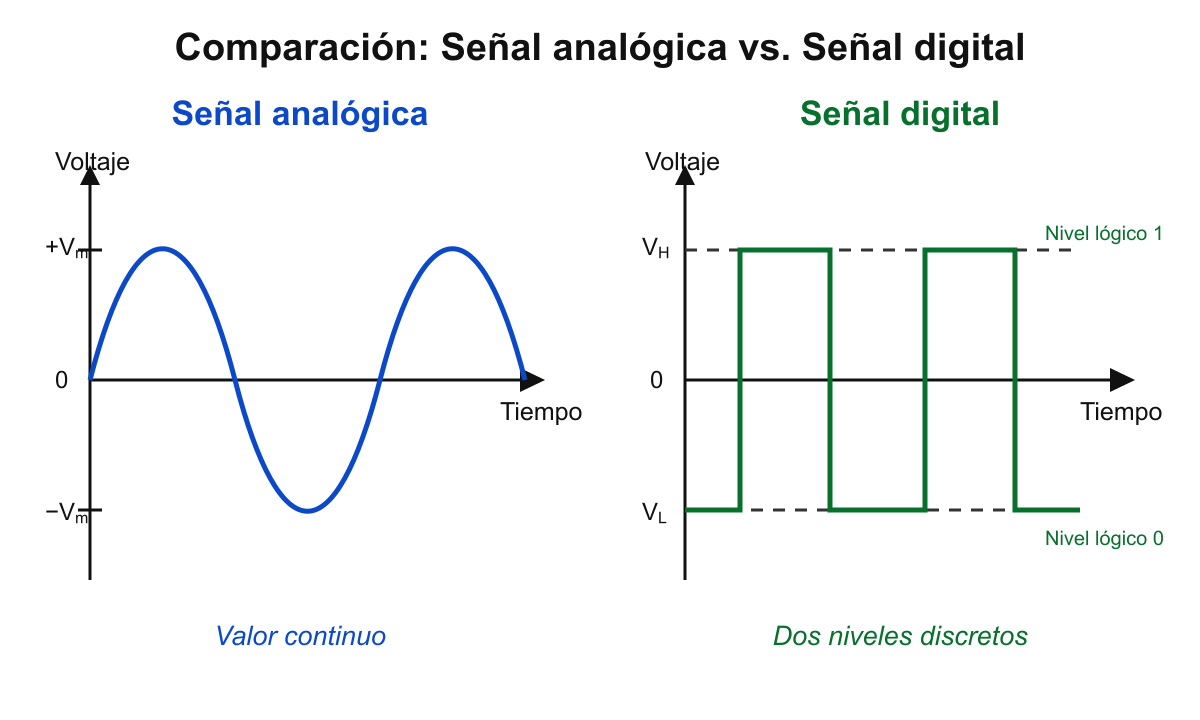 Comparación: Señal analógica vs. Señal digital
Señal analógica
Voltaje
+Vm
0
Tiempo
−Vm
Valor continuo
Señal digital
Voltaje
VH
Nivel lógico 1
0
Tiempo
VL
Nivel lógico 0
Dos niveles discretos